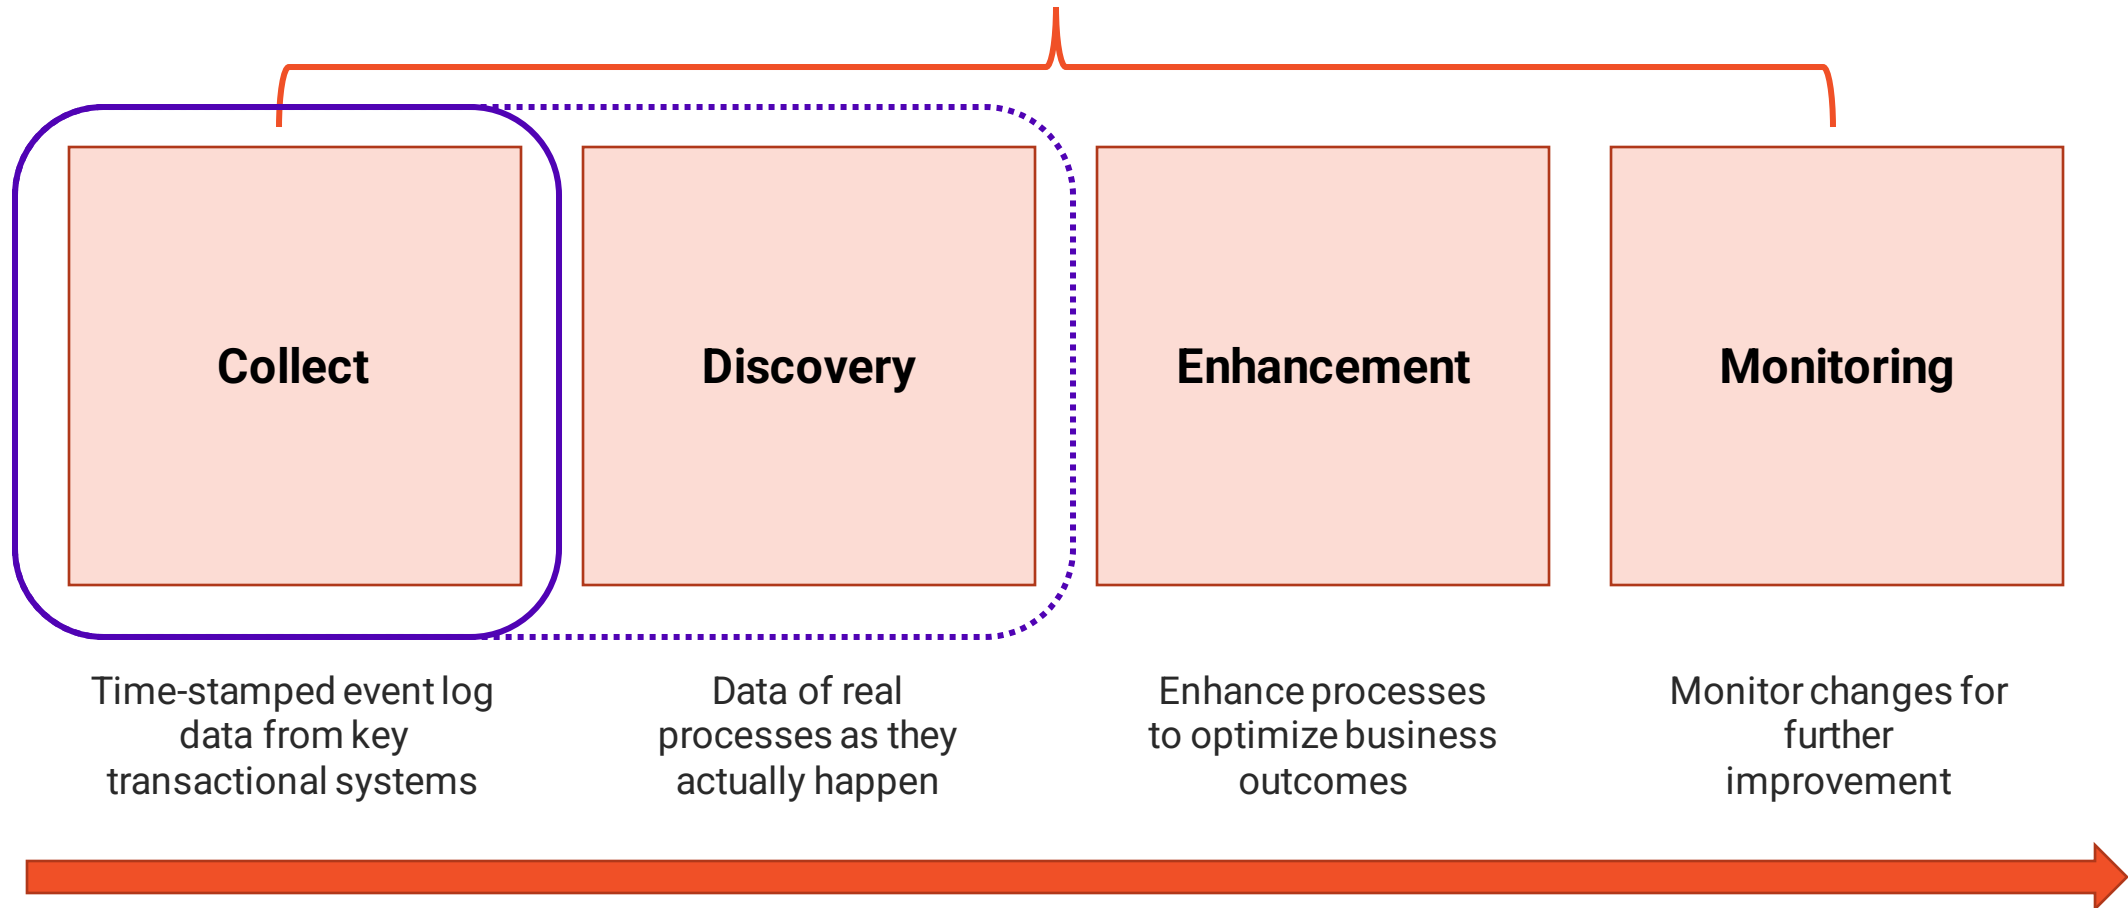 Collect
Discovery
Enhancement
Monitoring
Time-stamped event log
data from key
transactional systems
Data of real
processes as they
actually happen
Enhance processes
to optimize business
outcomes
Monitor changes for
further
improvement